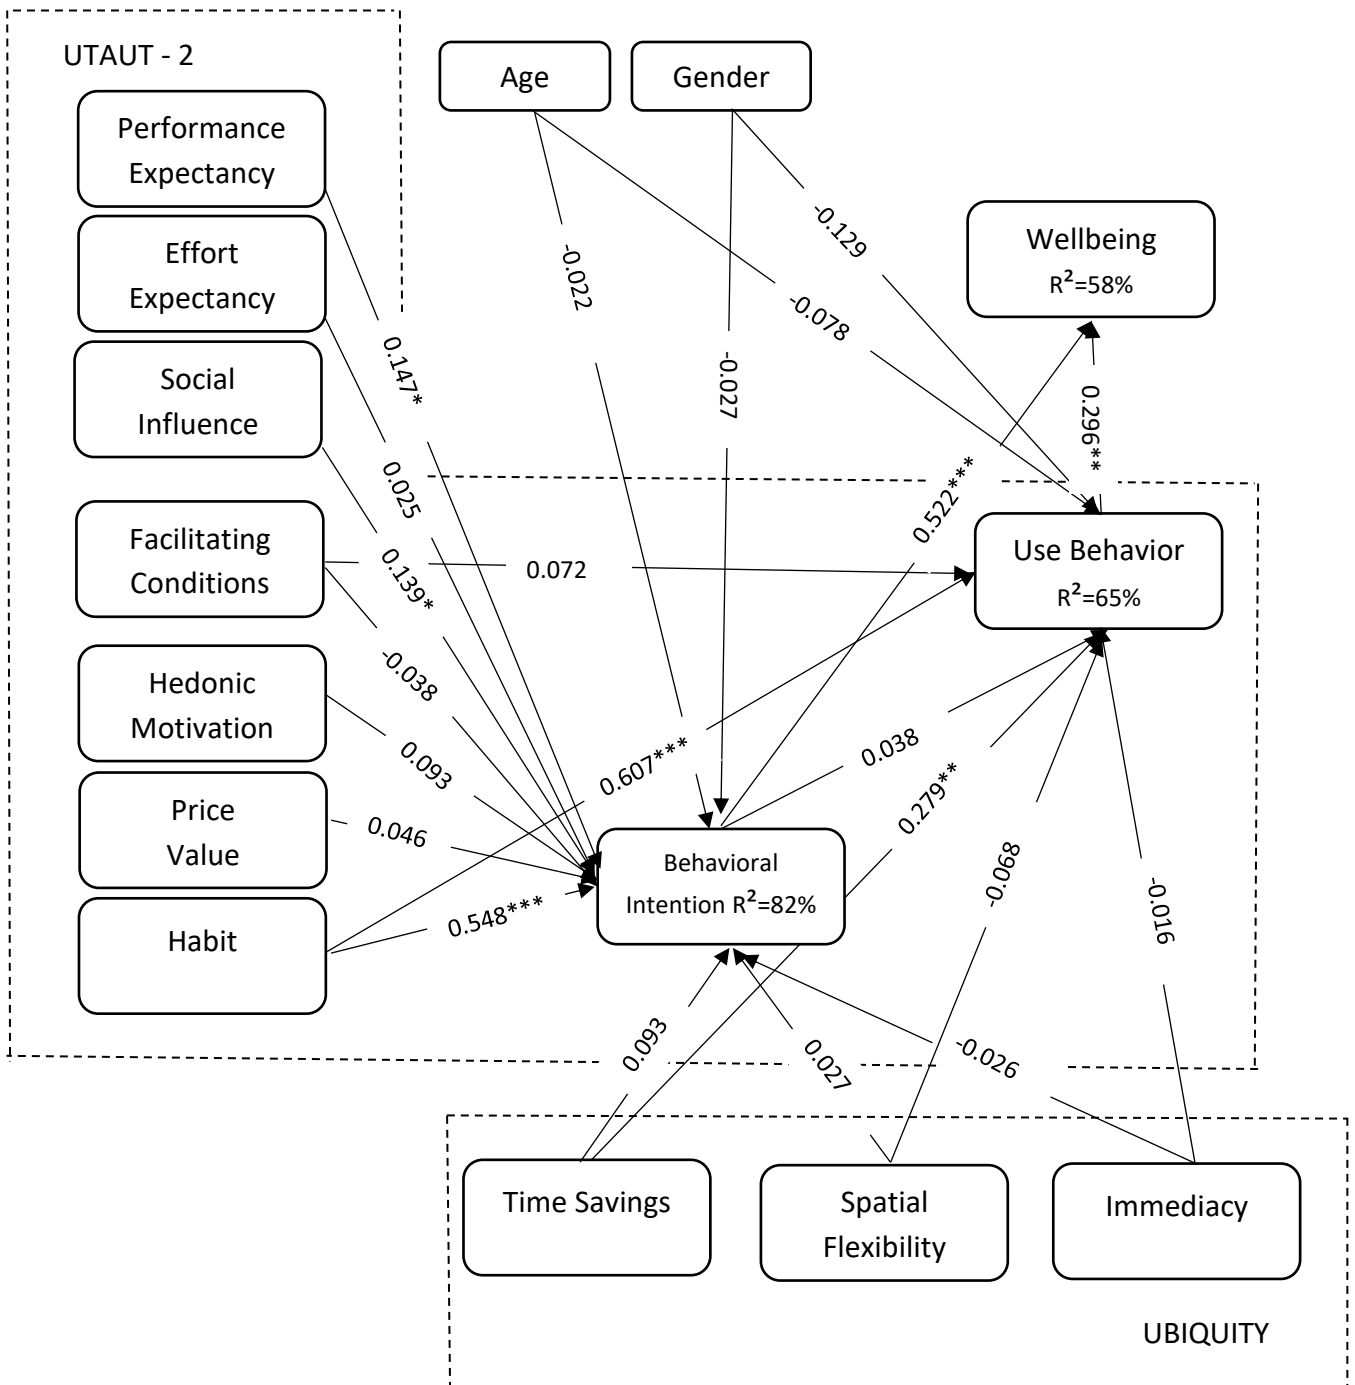 UTAUT - 2
Age
Gender
Performance
Expectancy
Effort
Expectancy
Social
Influence
Facilitating
Conditions
Hedonic
Motivation
Price
Value
Habit
Wellbeing
R²=58%
Use Behavior
R²=65%
Behavioral
Intention R²=82%
-0.129
-0.022
-0.078
-0.027
0.147*
0.296**
0.025
0.522***
0.139*
0.072
-0.038
0.093
0.607***
0.038
0.046
0.279**
0.548***
-0.068
-0.016
0.093
0.027
-0.026
Time Savings
Spatial
Flexibility
Immediacy
UBIQUITY